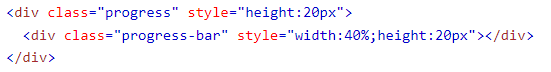 <div class="progress" style="height:20px">
  <div class="progress-bar" style="width:40%;height:20px"></div>
</div>